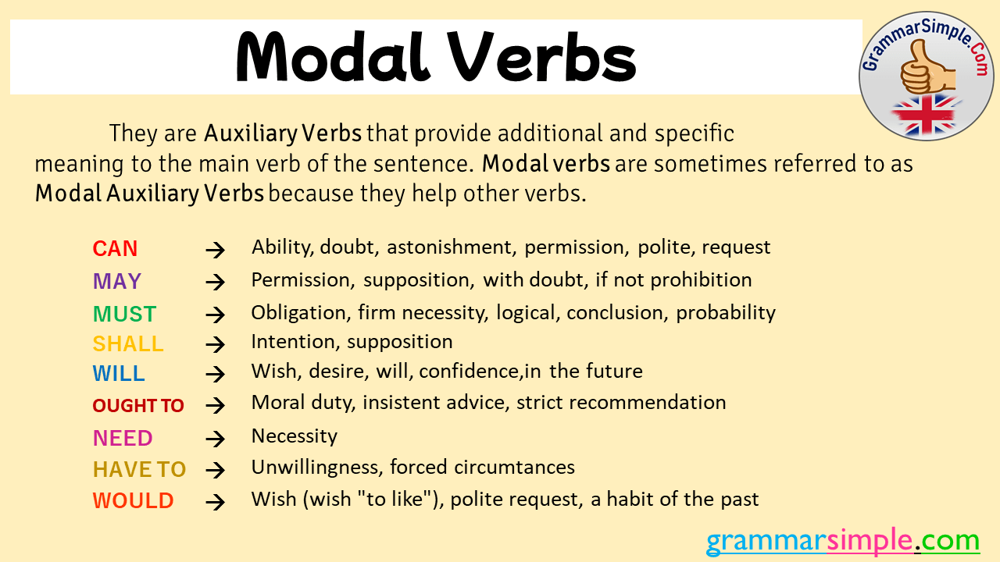 Modal Verbs
GrammarSimple.Com
They are Auxiliary Verbs that provide additional and specific
meaning to the main verb of the sentence. Modal verbs are sometimes referred to as
Modal Auxiliary Verbs because they help other verbs.
CAN → Ability, doubt, astonishment, permission, polite, request
MAY → Permission, supposition, with doubt, if not prohibition
MUST → Obligation, firm necessity, logical, conclusion, probability
SHALL → Intention, supposition
WILL → Wish, desire, will, confidence,in the future
OUGHT TO → Moral duty, insistent advice, strict recommendation
NEED → Necessity
HAVE TO → Unwillingness, forced circumtances
WOULD → Wish (wish "to like"), polite request, a habit of the past
grammarsimple.com